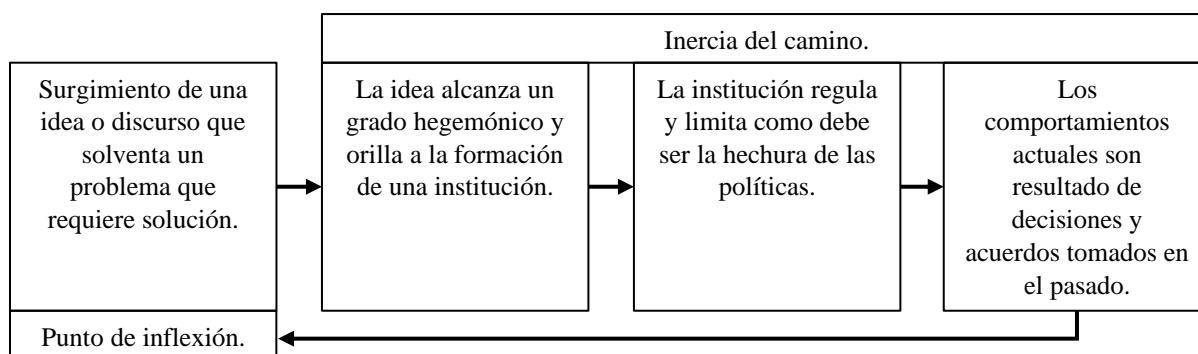 Inercia del camino.
Surgimiento de una
idea o discurso que
solventa un
problema que
requiere solución.
La idea alcanza un
grado hegemónico y
orilla a la formación
de una institución.
La institución regula
y limita como debe
ser la hechura de las
políticas.
Los
comportamientos
actuales son
resultado de
decisiones y
acuerdos tomados en
el pasado.
Punto de inflexión.